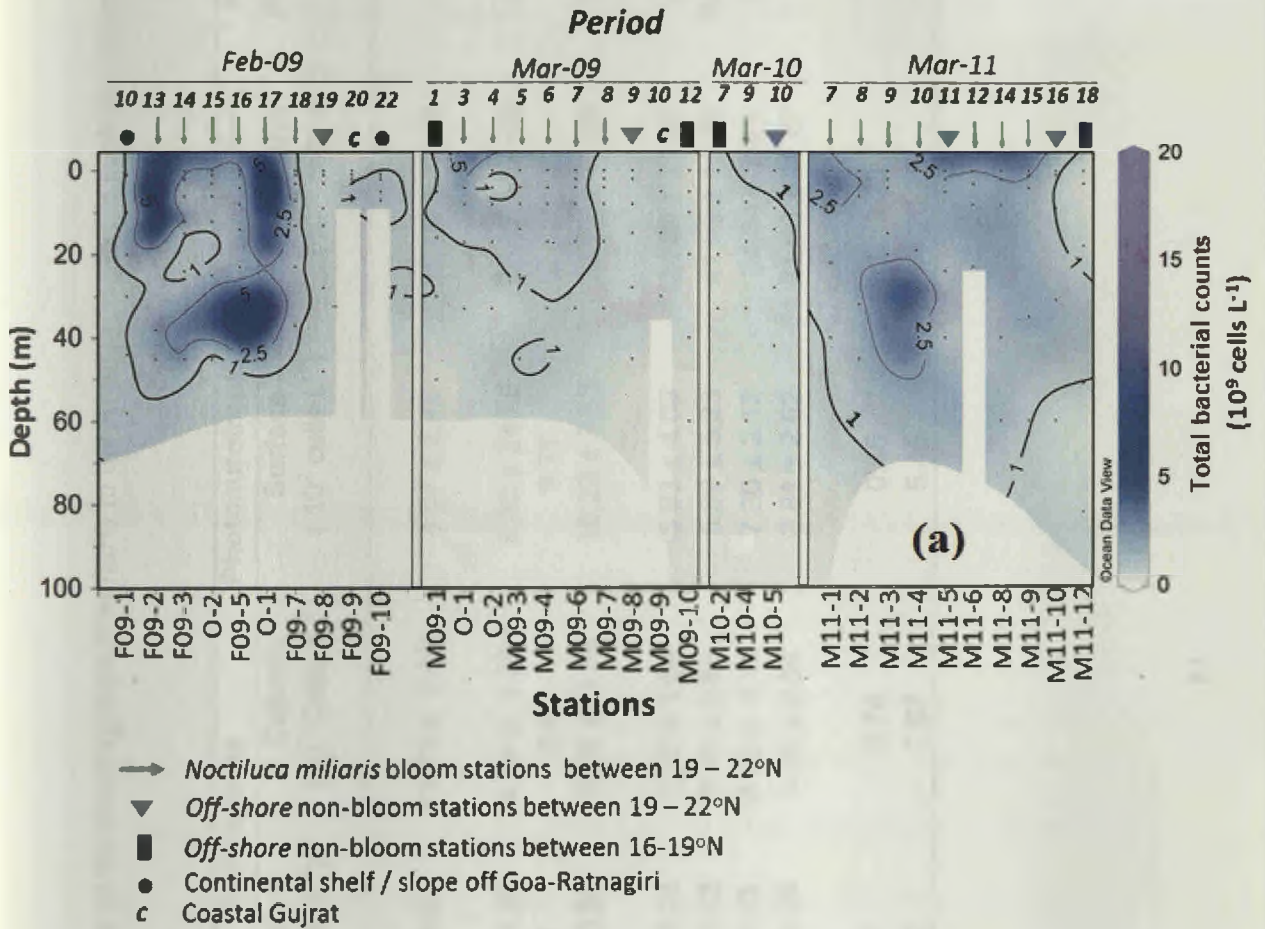 Period
Feb-09 Mar-09 Mar-10 Mar-11
10 13 14 15 16 17 18 19 20 22 1 3 4 5 6 7 8 9 10 12 7 9 10 7 8 9 10 11 12 14 15 16 18
c c
0 20 40 60 80 100
Depth (m)
5 5 2.5 1 5 2.5 1 1 1
.5 1 1 1
1
2.5 2.5 2.5 1 1 1
(a)
©Ocean Data View
20 15 10 5 0
Total bacterial counts
(10⁹ cells L⁻¹)
F09-1 F09-2 F09-3 O-2 F09-5 O-1 F09-7 F09-8 F09-9 F09-10 M09-1 O-1 O-2 M09-3 M09-4 M09-6 M09-7 M09-8 M09-9 M09-10 M10-2 M10-4 M10-5 M11-1 M11-2 M11-3 M11-4 M11-5 M11-6 M11-8 M11-9 M11-10 M11-12
Stations
Noctiluca miliaris bloom stations between 19 – 22°N
Off-shore non-bloom stations between 19 – 22°N
Off-shore non-bloom stations between 16-19°N
Continental shelf / slope off Goa-Ratnagiri
c Coastal Gujrat